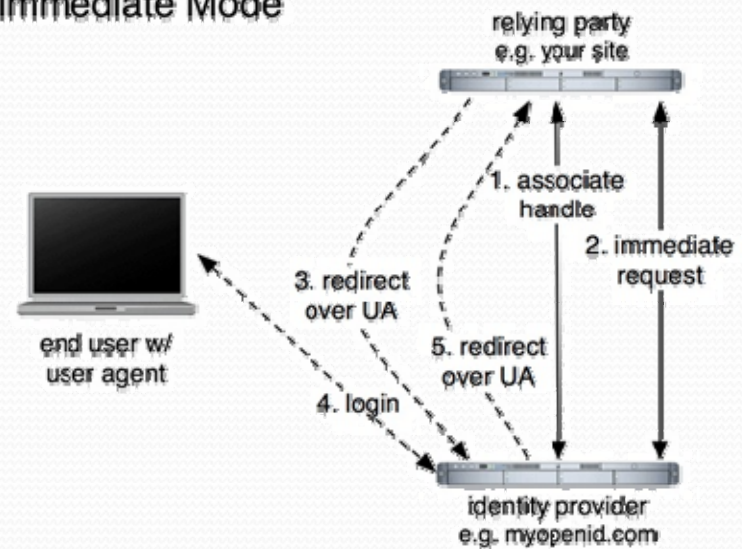 Immediate Mode
relying party
e.g. your site
1. associate
handle
2. immediate
request
3. redirect
over UA
end user w/
user agent
5. redirect
over UA
4. login
identity provider
e.g. myopenid.com